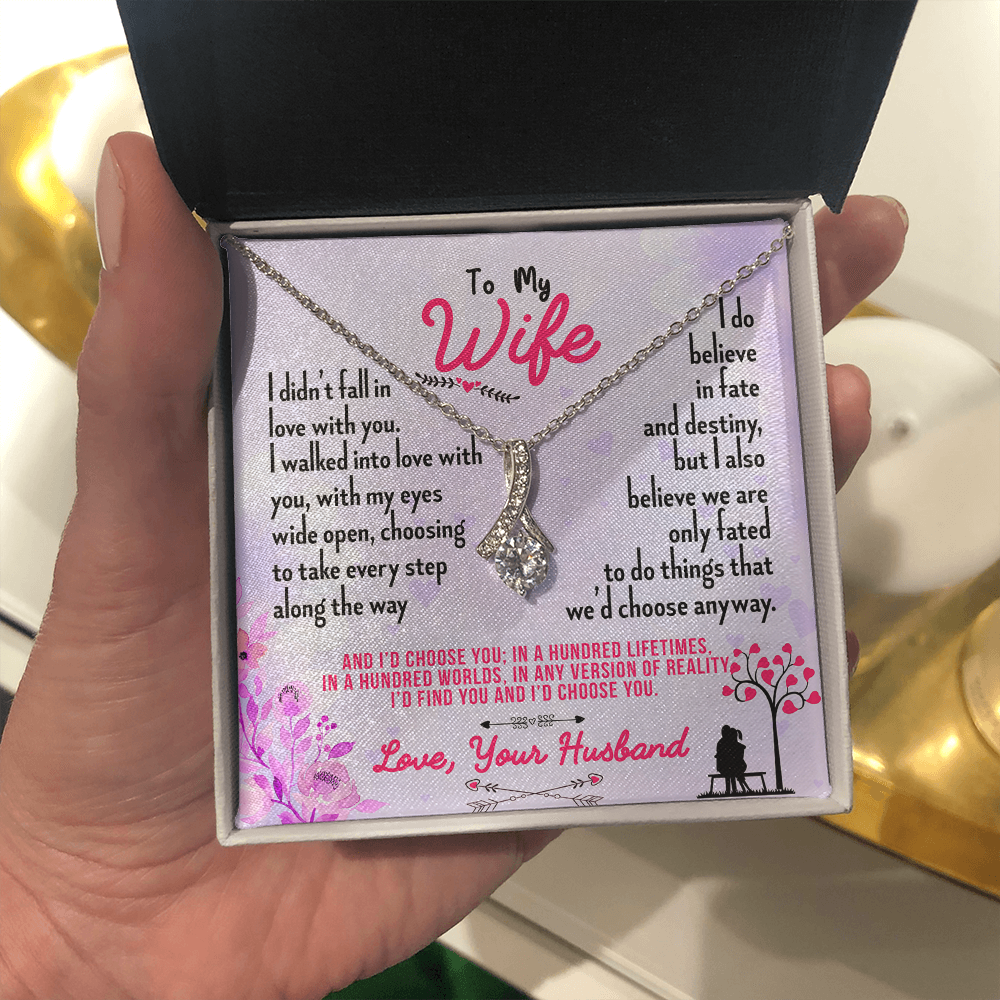 To My
Wife
I didn't fall in
love with you.
I walked into love with
you, with my eyes
wide open, choosing
to take every step
along the way
I do
believe
in fate
and destiny,
but I also
believe we are
only fated
to do things that
we'd choose anyway.
AND I'D CHOOSE YOU; IN A HUNDRED LIFETIMES,
IN A HUNDRED WORLDS, IN ANY VERSION OF REALITY
I'D FIND YOU AND I'D CHOOSE YOU.
Love, Your Husband